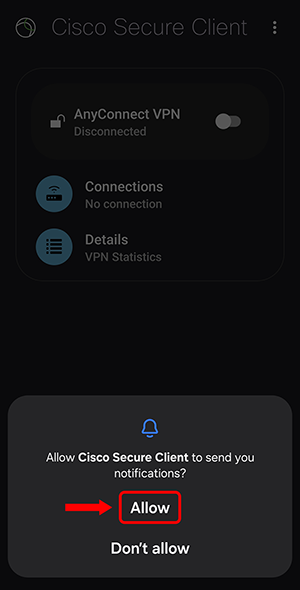 Cisco Secure Client
AnyConnect VPN
Disconnected
Connections
No connection
Details
VPN Statistics
Allow Cisco Secure Client to send you
notifications?
Allow
Don't allow